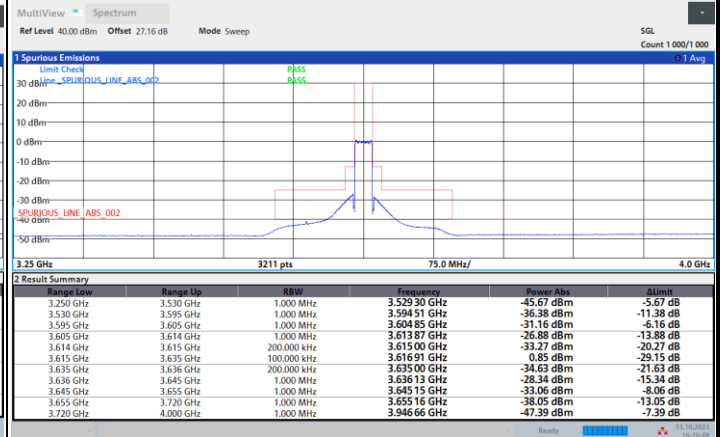 MultiView Spectrum
Ref Level 40.00 dBm Offset 27.16 dB Mode Sweep SGL
Count 1 000/1 000
1 Spurious Emissions 1 Avg
Limit Check PASS
Line _SPURIOUS_LINE_ABS_002 PASS
30 dBm
20 dBm
10 dBm
0 dBm
-10 dBm
-20 dBm
-30 dBm
_SPURIOUS_LINE_ABS_002
-40 dBm
-50 dBm
3.25 GHz 3211 pts 75.0 MHz/ 4.0 GHz
2 Result Summary
Range Low Range Up RBW Frequency Power Abs ΔLimit
3.250 GHz 3.530 GHz 1.000 MHz 3.529 30 GHz -45.67 dBm -5.67 dB
3.530 GHz 3.595 GHz 1.000 MHz 3.594 51 GHz -36.38 dBm -11.38 dB
3.595 GHz 3.605 GHz 1.000 MHz 3.604 85 GHz -31.16 dBm -6.16 dB
3.605 GHz 3.614 GHz 1.000 MHz 3.613 87 GHz -26.88 dBm -13.88 dB
3.614 GHz 3.615 GHz 200.000 kHz 3.615 00 GHz -33.27 dBm -20.27 dB
3.615 GHz 3.635 GHz 100.000 kHz 3.616 91 GHz 0.85 dBm -29.15 dB
3.635 GHz 3.636 GHz 200.000 kHz 3.635 00 GHz -34.63 dBm -21.63 dB
3.636 GHz 3.645 GHz 1.000 MHz 3.636 13 GHz -28.34 dBm -15.34 dB
3.645 GHz 3.655 GHz 1.000 MHz 3.645 15 GHz -33.06 dBm -8.06 dB
3.655 GHz 3.720 GHz 1.000 MHz 3.655 16 GHz -38.05 dBm -13.05 dB
3.720 GHz 4.000 GHz 1.000 MHz 3.946 66 GHz -47.39 dBm -7.39 dB
Ready 13.10.2023